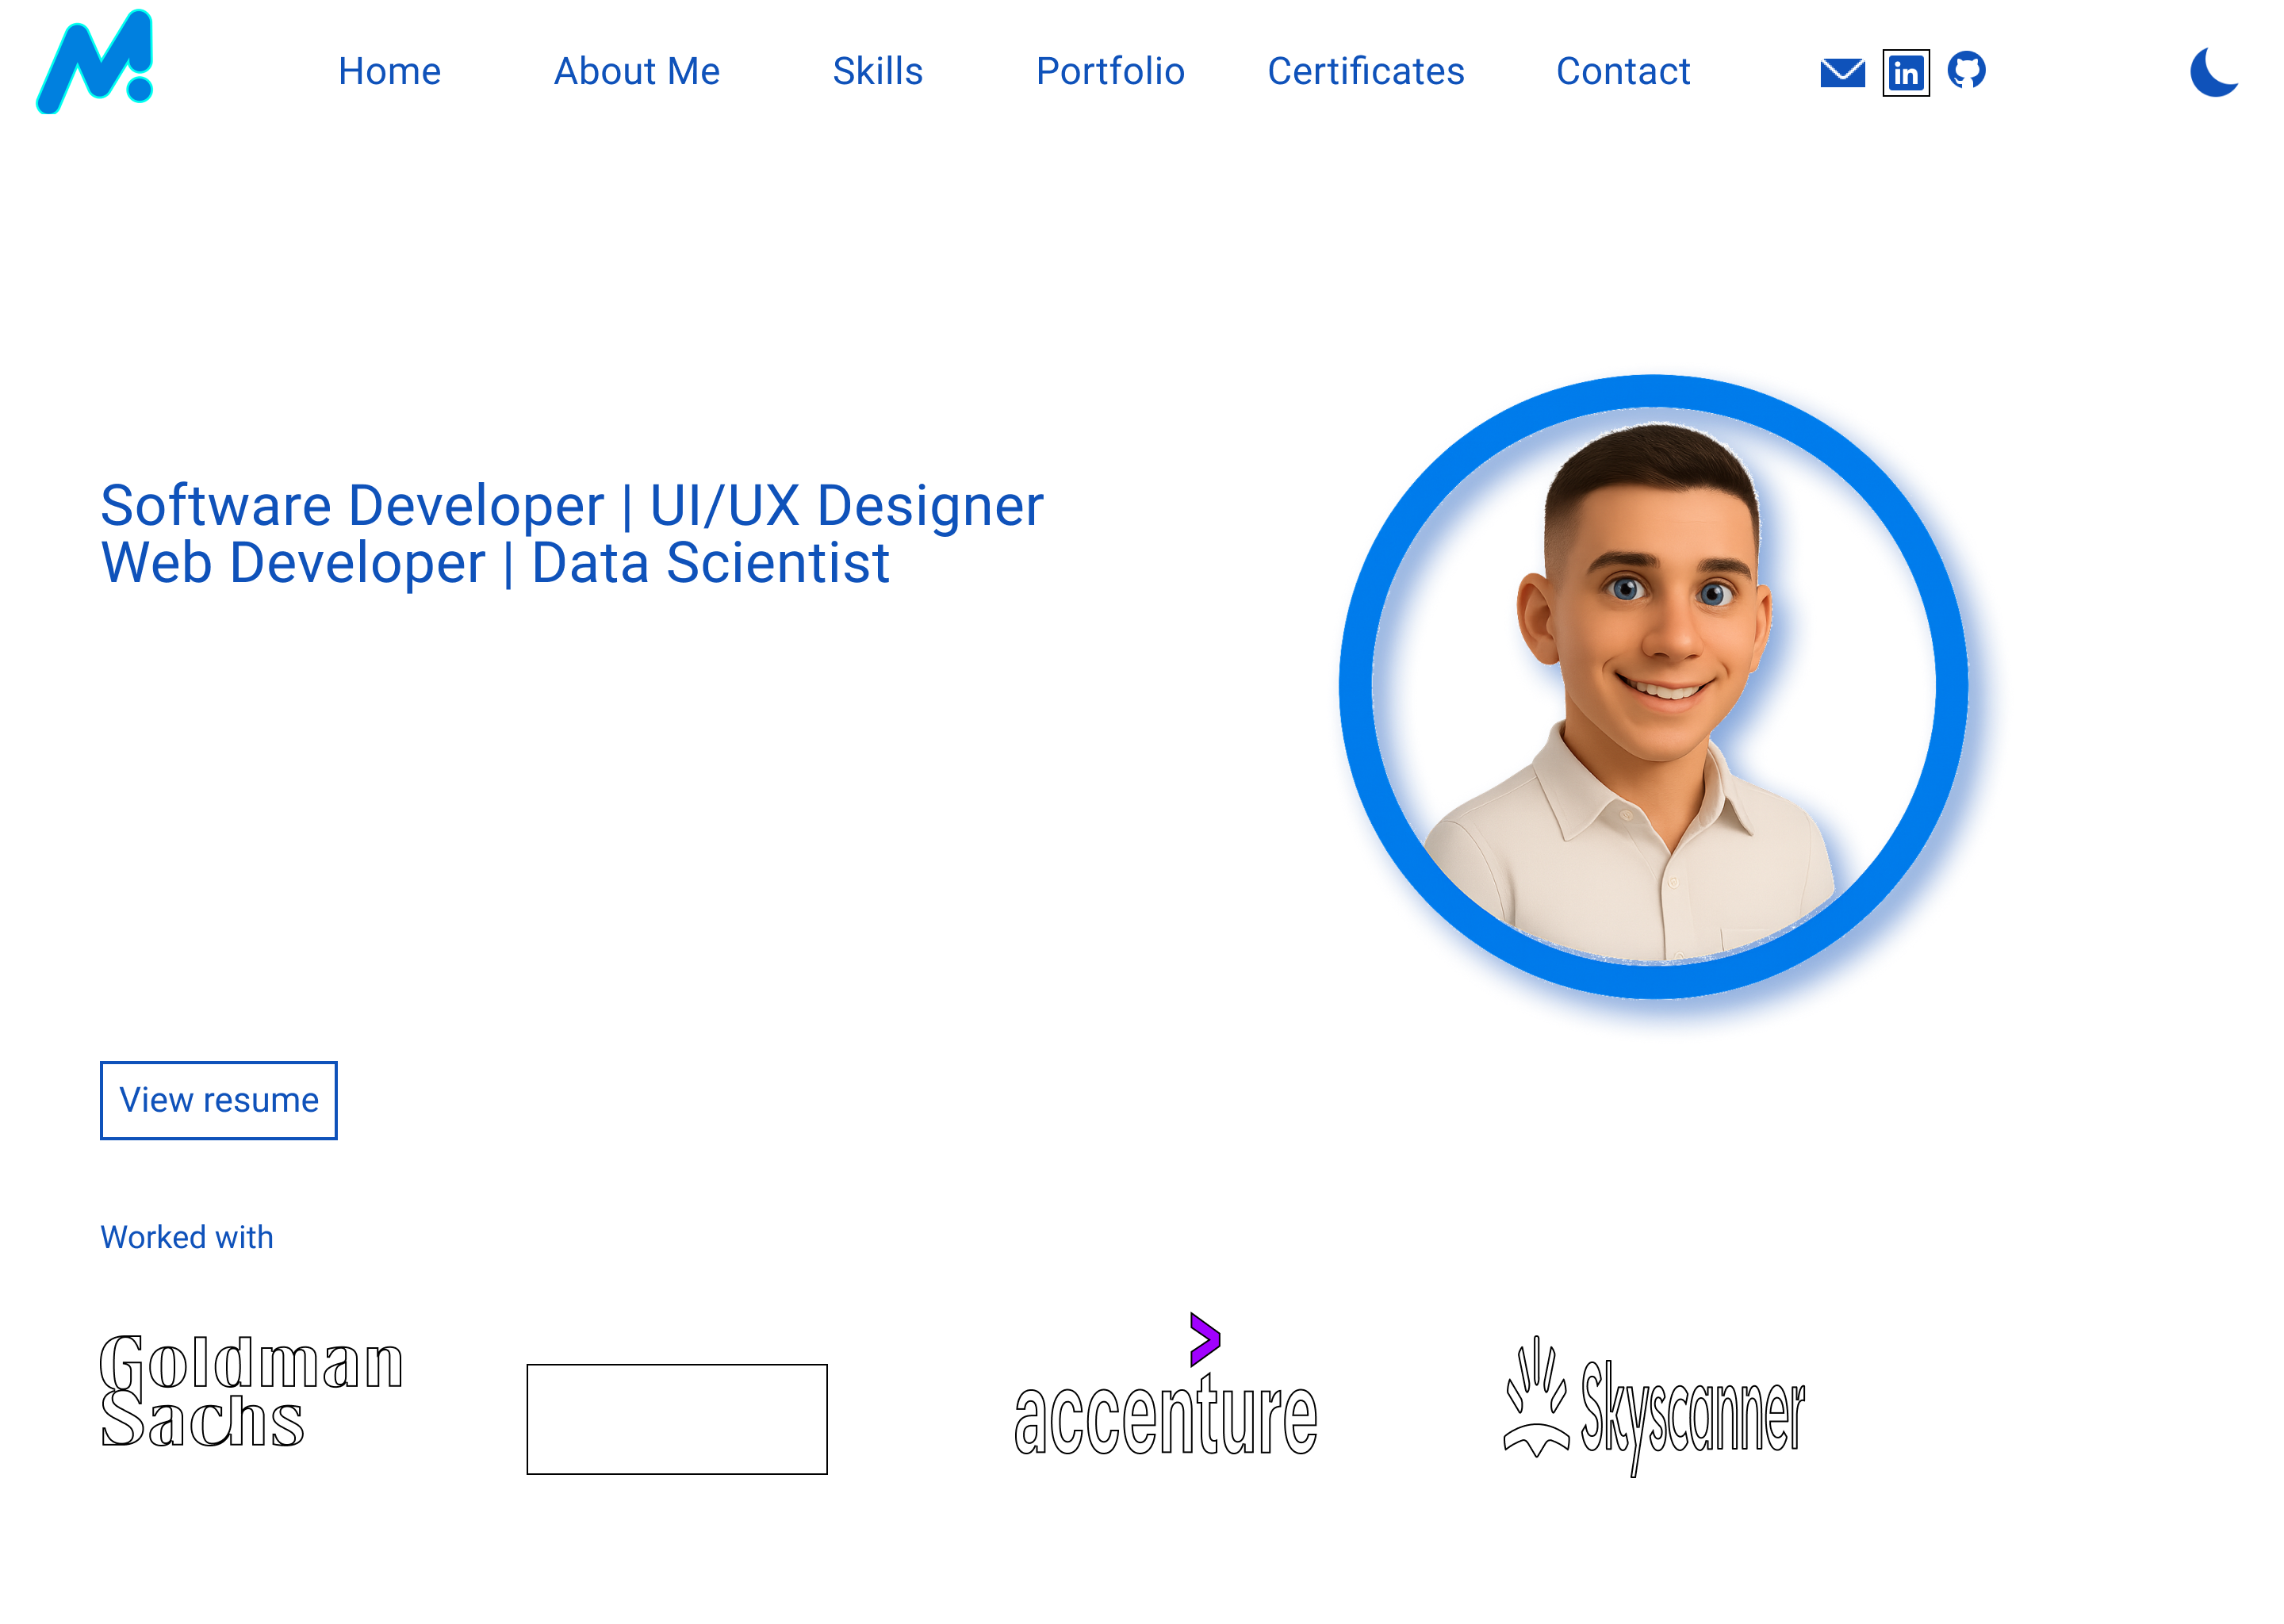 Home
About Me
Skills
Portfolio
Certificates
Contact
in
Software Developer | UI/UX Designer
Web Developer | Data Scientist
View resume
Worked with
Goldman
Sachs
>
accenture
Skyscanner